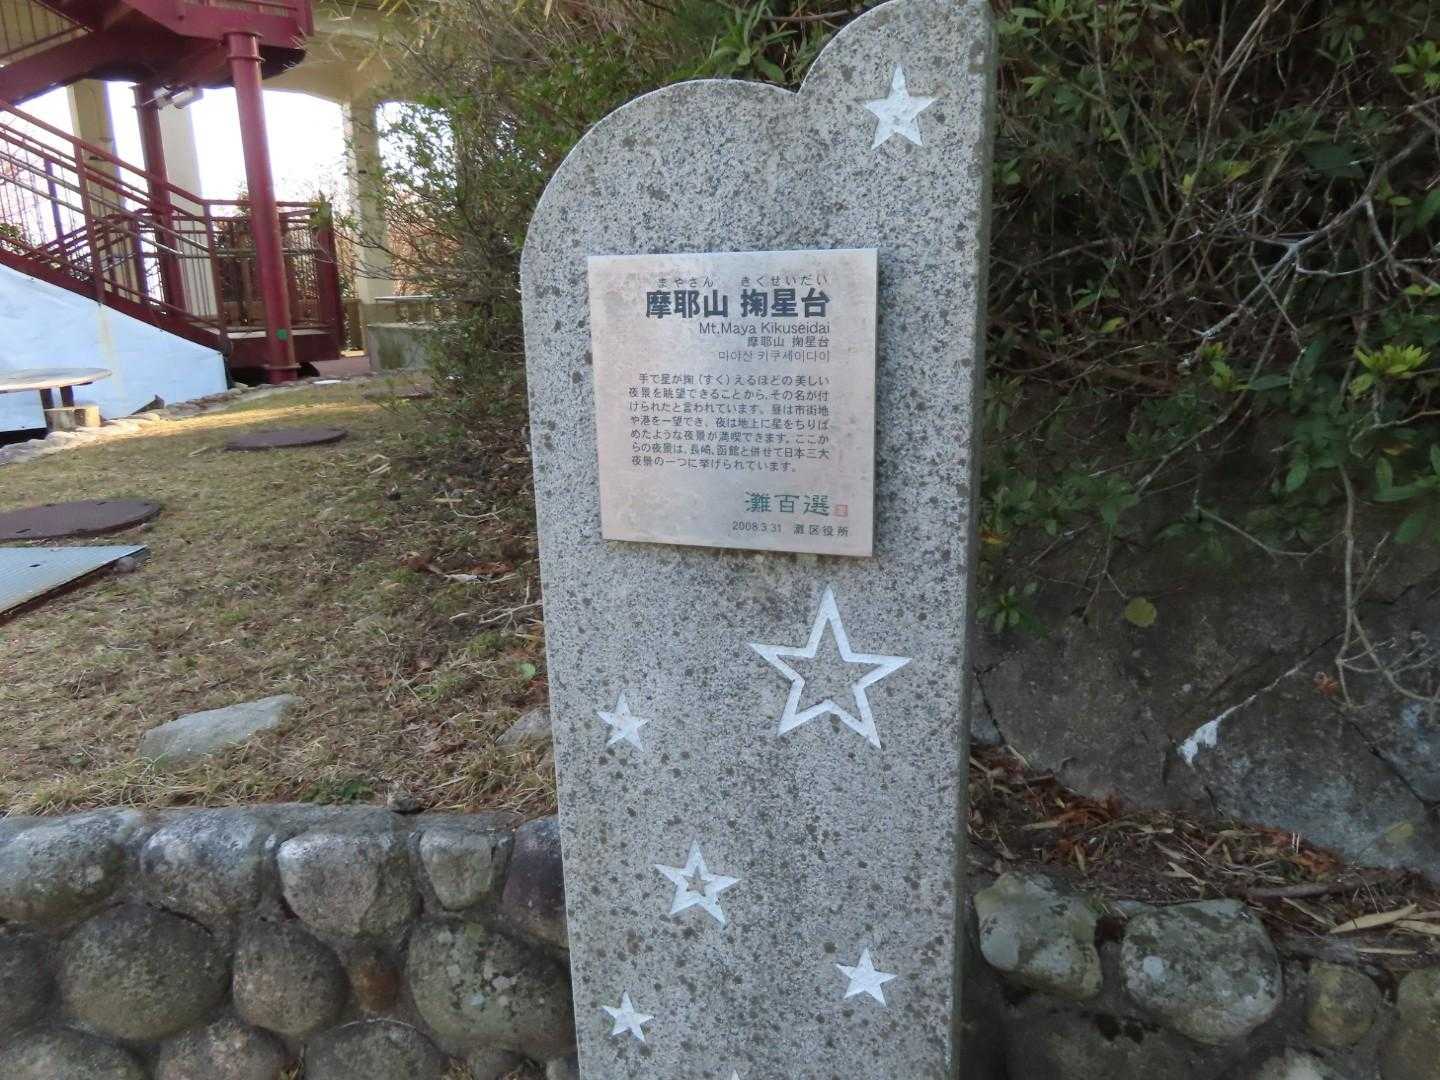 まやさん きくせいだい
摩耶山 掬星台
Mt.Maya Kikuseidai
摩耶山 掬星台
마야산 키쿠세이다이
手で星が掬(すく)えるほどの美しい
夜景を眺望できることから、その名が付
けられたと言われています。昼は市街地
や港を一望でき、夜は地上に星をちりば
めたような夜景が満喫できます。ここか
らの夜景は、長崎、函館と併せて日本三大
夜景の一つに挙げられています。
灘百選
2008.3.31 灘区役所